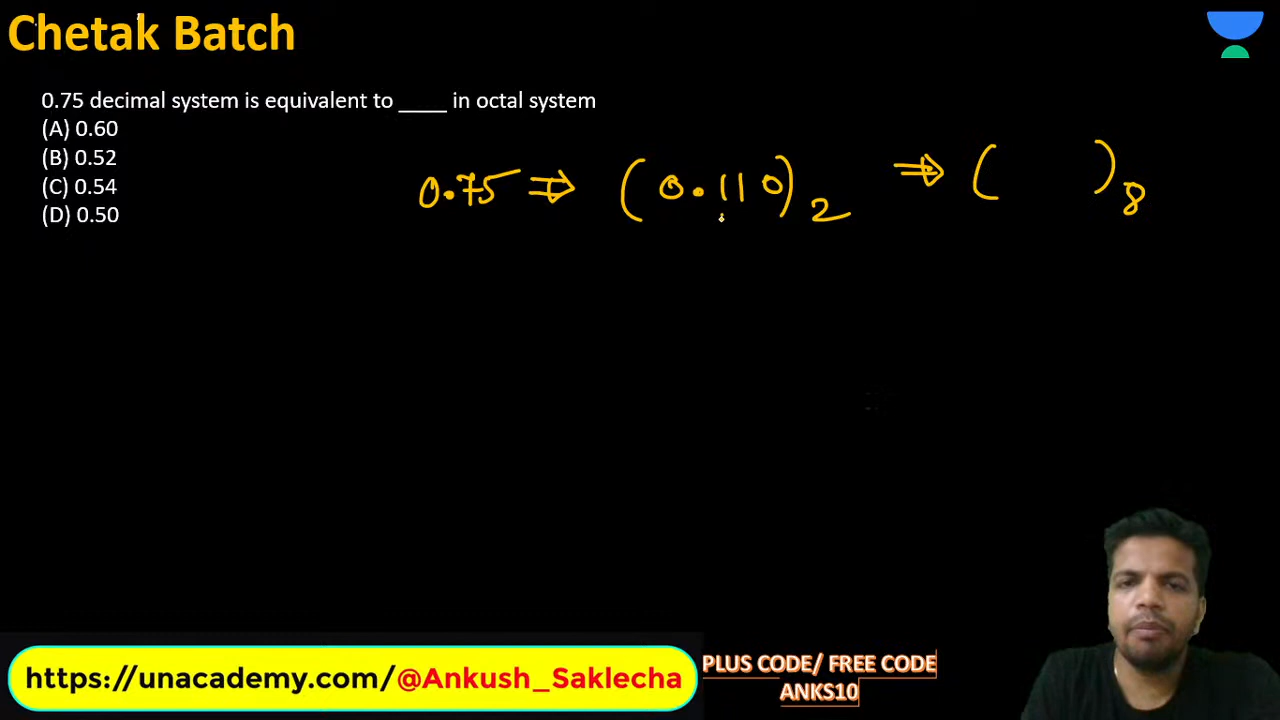 Chetak Batch
0.75 decimal system is equivalent to ____ in octal system
(A) 0.60
(B) 0.52
(C) 0.54
(D) 0.50
0.75 ⇒ (0.110)2 ⇒ ( )8
https://unacademy.com/@Ankush_Saklecha
PLUS CODE/ FREE CODE
ANKS10